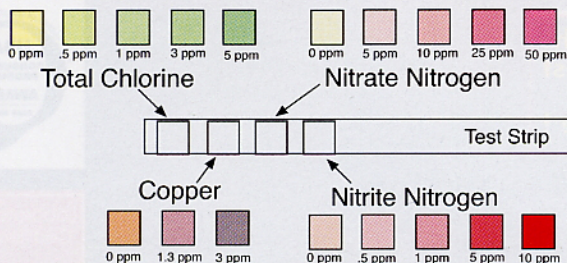 0 ppm .5 ppm 1 ppm 3 ppm 5 ppm 0 ppm 5 ppm 10 ppm 25 ppm 50 ppm
Total Chlorine Nitrate Nitrogen
Test Strip
Copper Nitrite Nitrogen
0 ppm 1.3 ppm 3 ppm 0 ppm .5 ppm 1 ppm 5 ppm 10 ppm